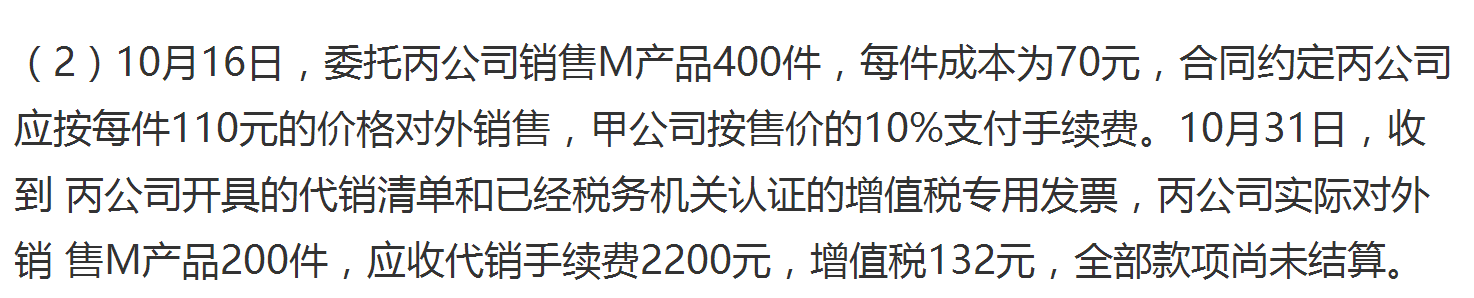 （2）10月16日，委托丙公司销售M产品400件，每件成本为70元，合同约定丙公司
应按每件110元的价格对外销售，甲公司按售价的10%支付手续费。10月31日，收
到 丙公司开具的代销清单和已经税务机关认证的增值税专用发票，丙公司实际对外
销 售M产品200件，应收代销手续费2200元，增值税132元，全部款项尚未结算。